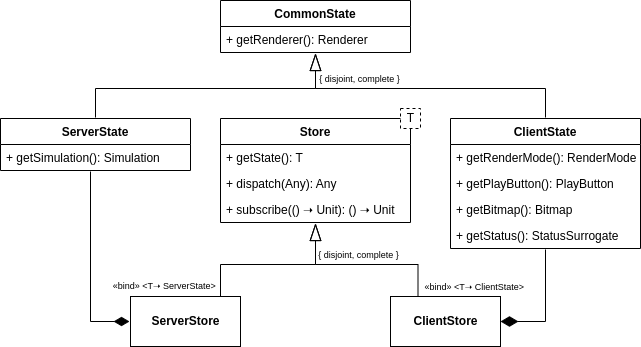 CommonState
+ getRenderer(): Renderer
{ disjoint, complete }
ServerState
+ getSimulation(): Simulation
T
Store
+ getState(): T
+ dispatch(Any): Any
+ subscribe(() ➝ Unit): () ➝ Unit
ClientState
+ getRenderMode(): RenderMode
+ getPlayButton(): PlayButton
+ getBitmap(): Bitmap
+ getStatus(): StatusSurrogate
{ disjoint, complete }
«bind» <T➝ ServerState>
«bind» <T➝ ClientState>
ServerStore
ClientStore